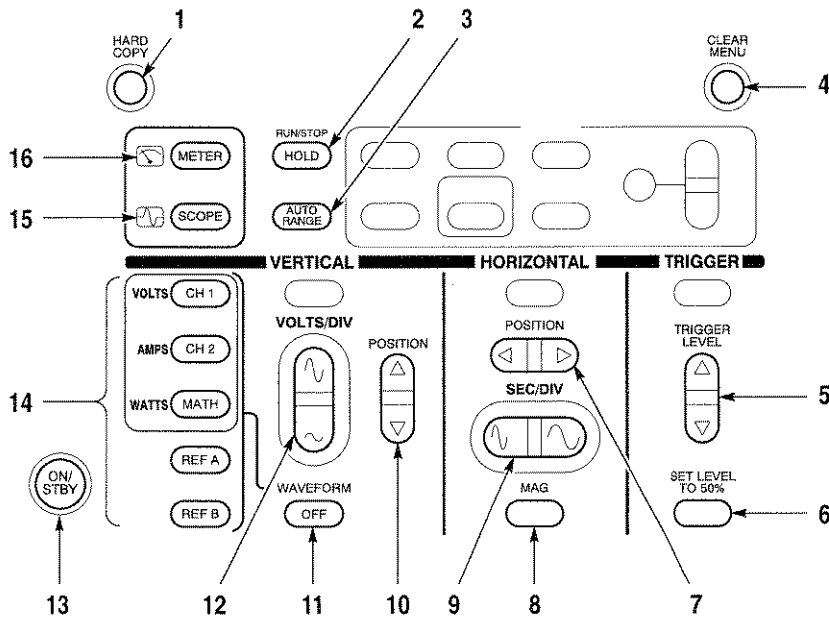 1
2
3
HARD
COPY
CLEAR
MENU
4
16
METER
RUN/STOP
HOLD
15
SCOPE
AUTO
RANGE
VERTICAL
HORIZONTAL
TRIGGER
VOLTS
CH 1
VOLTS/DIV
POSITION
POSITION
TRIGGER
LEVEL
AMPS
CH 2
SEC/DIV
5
14
WATTS
MATH
REF A
ON/
STBY
WAVEFORM
OFF
MAG
SET LEVEL
TO 50%
6
REF B
13
12
11
10
9
8
7